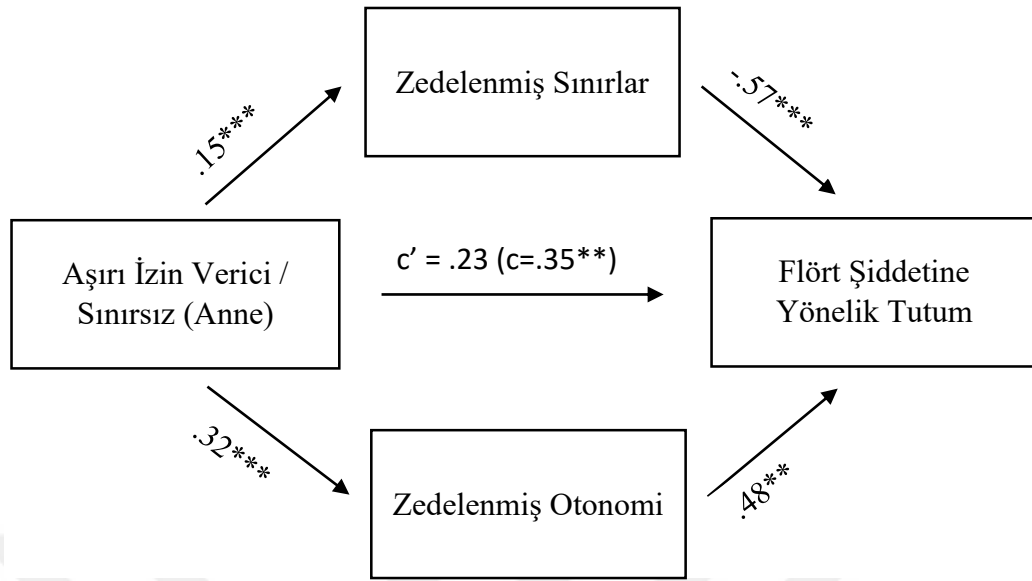 Zedelenmiş Sınırlar
.15***
-.57***
Aşırı İzin Verici /
Sınırsız (Anne)
c’ = .23 (c=.35**)
Flört Şiddetine
Yönelik Tutum
.32***
.48**
Zedelenmiş Otonomi